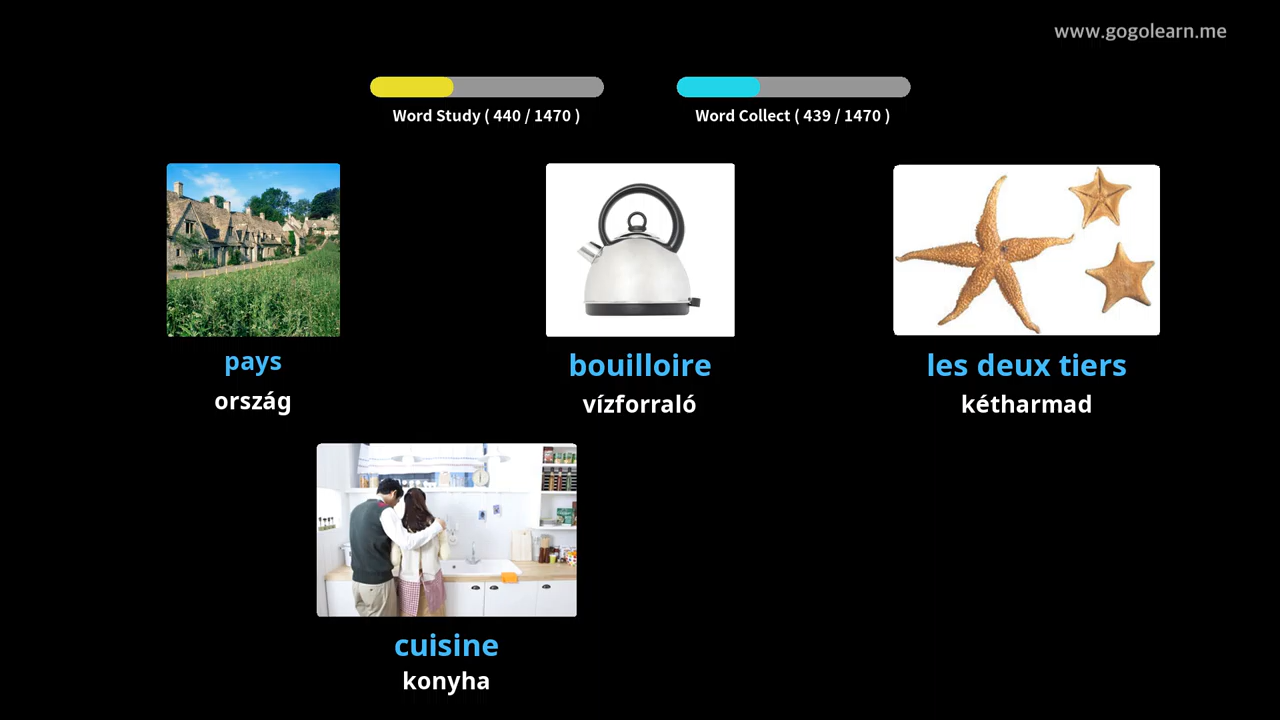 www.gogolearn.me
Word Study ( 440 / 1470 )
Word Collect ( 439 / 1470 )
pays
ország
bouilloire
vízforraló
les deux tiers
kétharmad
cuisine
konyha